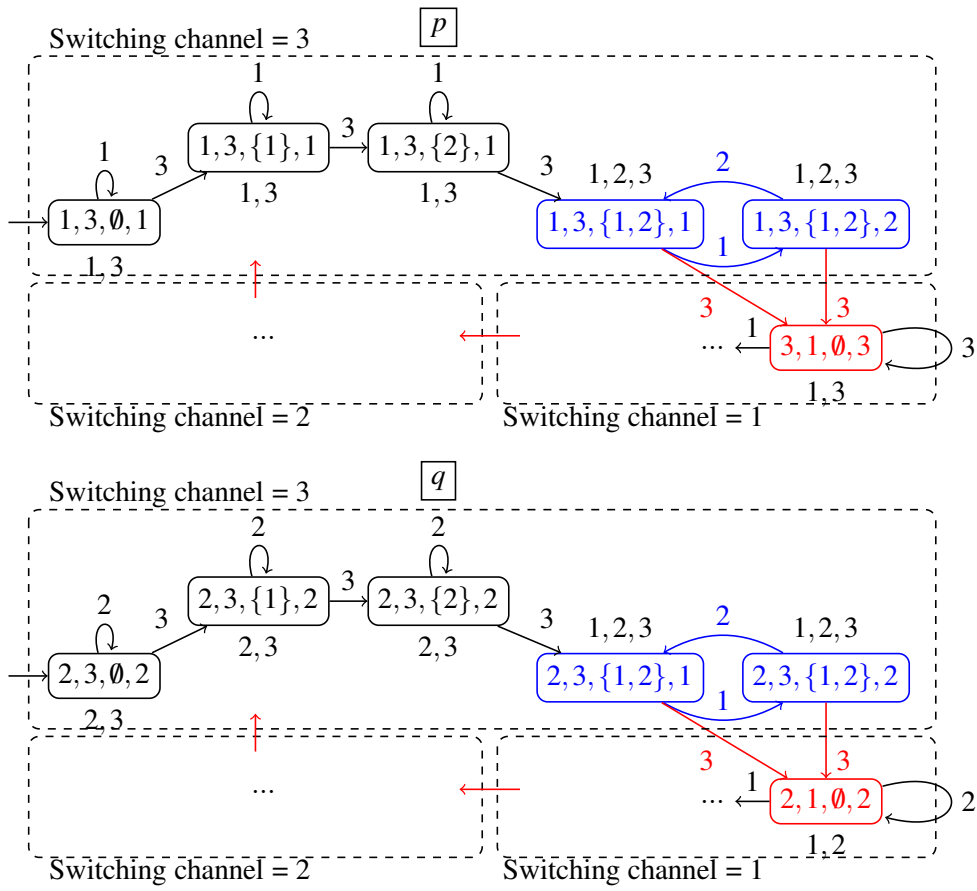 p
Switching channel = 3
1
1
1
3
3
3
1, 3, ∅, 1
1, 3, {1}, 1
1, 3, {2}, 1
1, 3
1, 3
1, 3
1, 2, 3
2
1, 2, 3
1, 3, {1, 2}, 1
1
1, 3, {1, 2}, 2
3
3
...
...
1
3, 1, ∅, 3
3
1, 3
Switching channel = 2
Switching channel = 1
q
Switching channel = 3
2
2
2
3
3
3
2, 3, ∅, 2
2, 3, {1}, 2
2, 3, {2}, 2
2, 3
2, 3
2, 3
1, 2, 3
2
1, 2, 3
2, 3, {1, 2}, 1
1
2, 3, {1, 2}, 2
3
3
...
...
1
2, 1, ∅, 2
2
1, 2
Switching channel = 2
Switching channel = 1